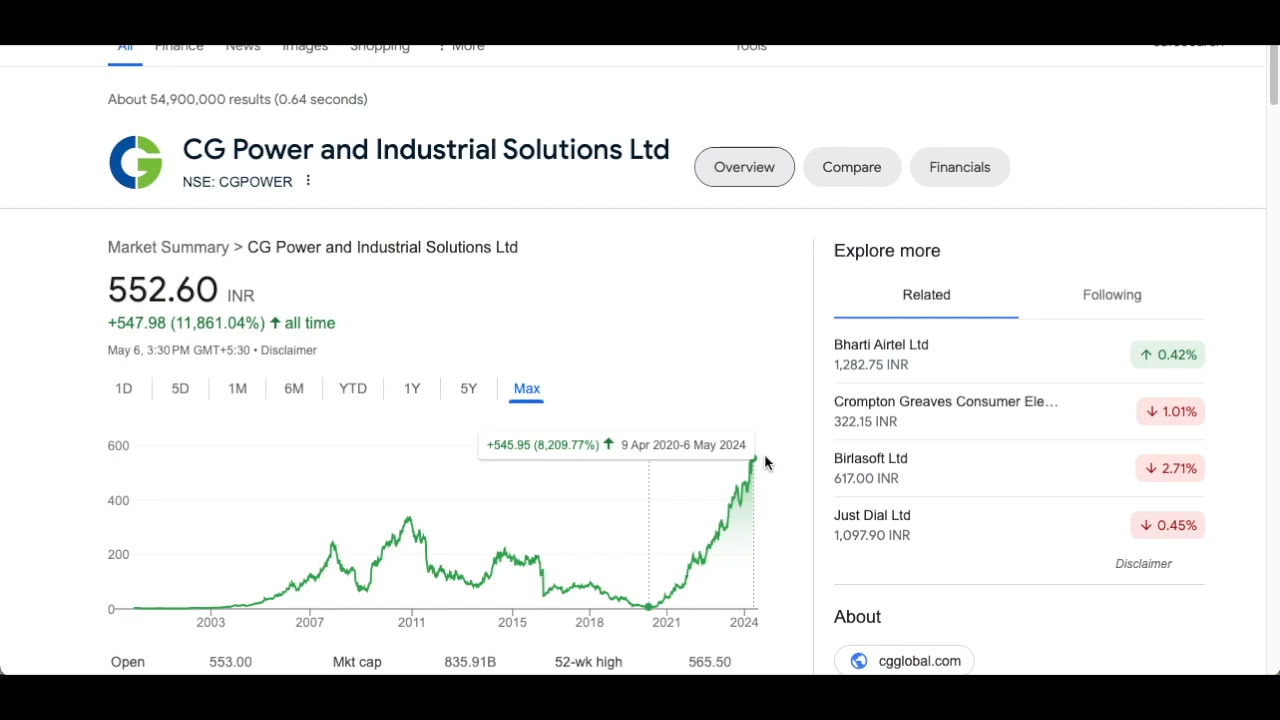 All Finance News Images Shopping More Tools
About 54,900,000 results (0.64 seconds)
CG Power and Industrial Solutions Ltd
NSE: CGPOWER
Overview Compare Financials
Market Summary > CG Power and Industrial Solutions Ltd
552.60 INR
+547.98 (11,861.04%) ↑ all time
May 6, 3:30 PM GMT+5:30 • Disclaimer
1D 5D 1M 6M YTD 1Y 5Y Max
+545.95 (8,209.77%) ↑ 9 Apr 2020-6 May 2024
600
400
200
0
2003 2007 2011 2015 2018 2021 2024
Open 553.00 Mkt cap 835.91B 52-wk high 565.50
Explore more
Related Following
Bharti Airtel Ltd
1,282.75 INR
↑ 0.42%
Crompton Greaves Consumer Ele...
322.15 INR
↓ 1.01%
Birlasoft Ltd
617.00 INR
↓ 2.71%
Just Dial Ltd
1,097.90 INR
↓ 0.45%
Disclaimer
About
cgglobal.com